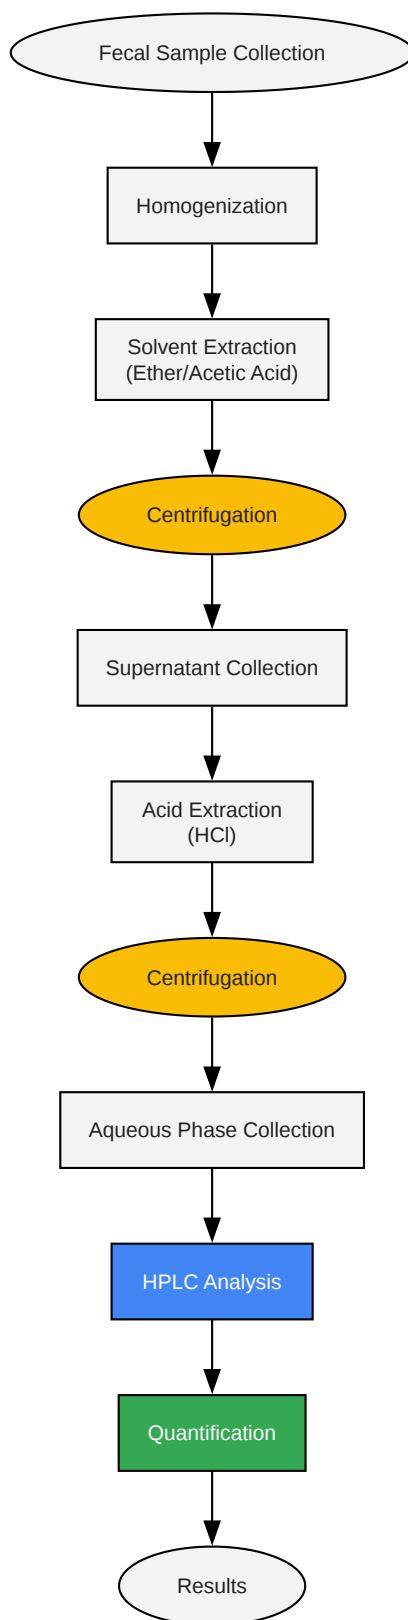 Fecal Sample Collection
Homogenization
Solvent Extraction
(Ether/Acetic Acid)
Centrifugation
Supernatant Collection
Acid Extraction
(HCl)
Centrifugation
Aqueous Phase Collection
HPLC Analysis
Quantification
Results